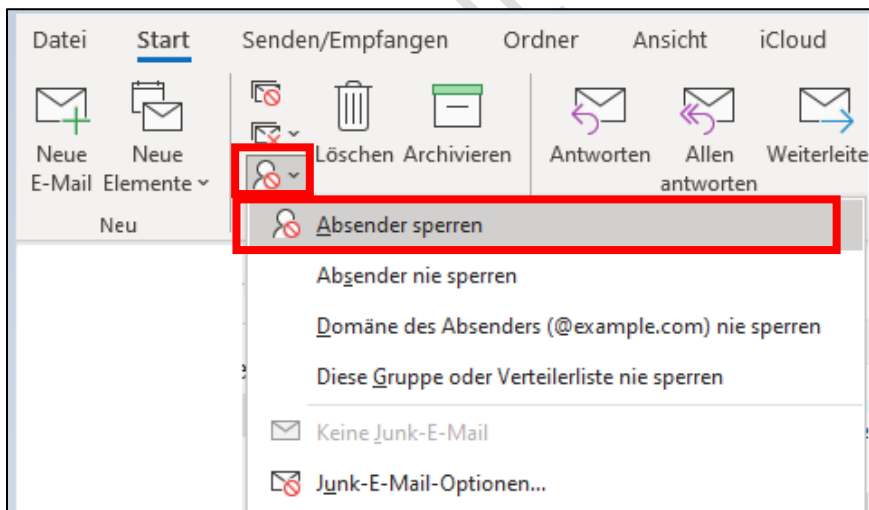 Datei Start Senden/Empfangen Ordner Ansicht iCloud
Neue E-Mail
Neue Elemente
Löschen Archivieren
Antworten
Allen antworten
Weiterleite
Neu
Absender sperren
Absender nie sperren
Domäne des Absenders (@example.com) nie sperren
Diese Gruppe oder Verteilerliste nie sperren
Keine Junk-E-Mail
Junk-E-Mail-Optionen...